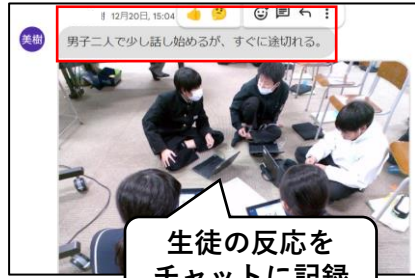 12月20日, 15:04
美樹
男子二人で少し話し始めるが、すぐに途切れる。
生徒の反応を
チャットに記録